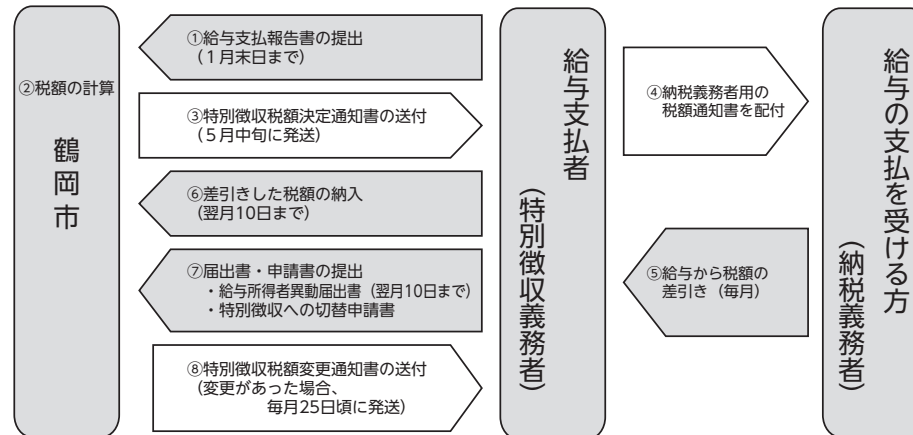 ①給与支払報告書の提出
(1月末日まで)
②税額の計算
鶴岡市
③特別徴収税額決定通知書の送付
(5月中旬に発送)
⑥差引きした税額の納入
(翌月10日まで)
⑦届出書・申請書の提出
・給与所得者異動届出書(翌月10日まで)
・特別徴収への切替申請書
⑧特別徴収税額変更通知書の送付
(変更があった場合、
毎月25日頃に発送)
給与支払者
(特別徴収義務者)
④納税義務者用の
税額通知書を配付
⑤給与から税額の
差引き(毎月)
給与の支払を受ける方
(納税義務者)